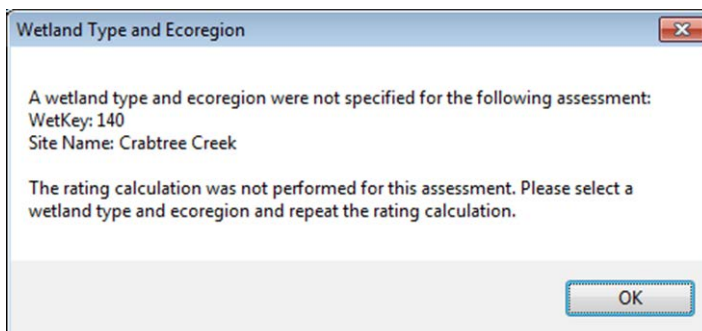 Wetland Type and Ecoregion
A wetland type and ecoregion were not specified for the following assessment:
WetKey: 140
Site Name: Crabtree Creek
The rating calculation was not performed for this assessment. Please select a
wetland type and ecoregion and repeat the rating calculation.
OK